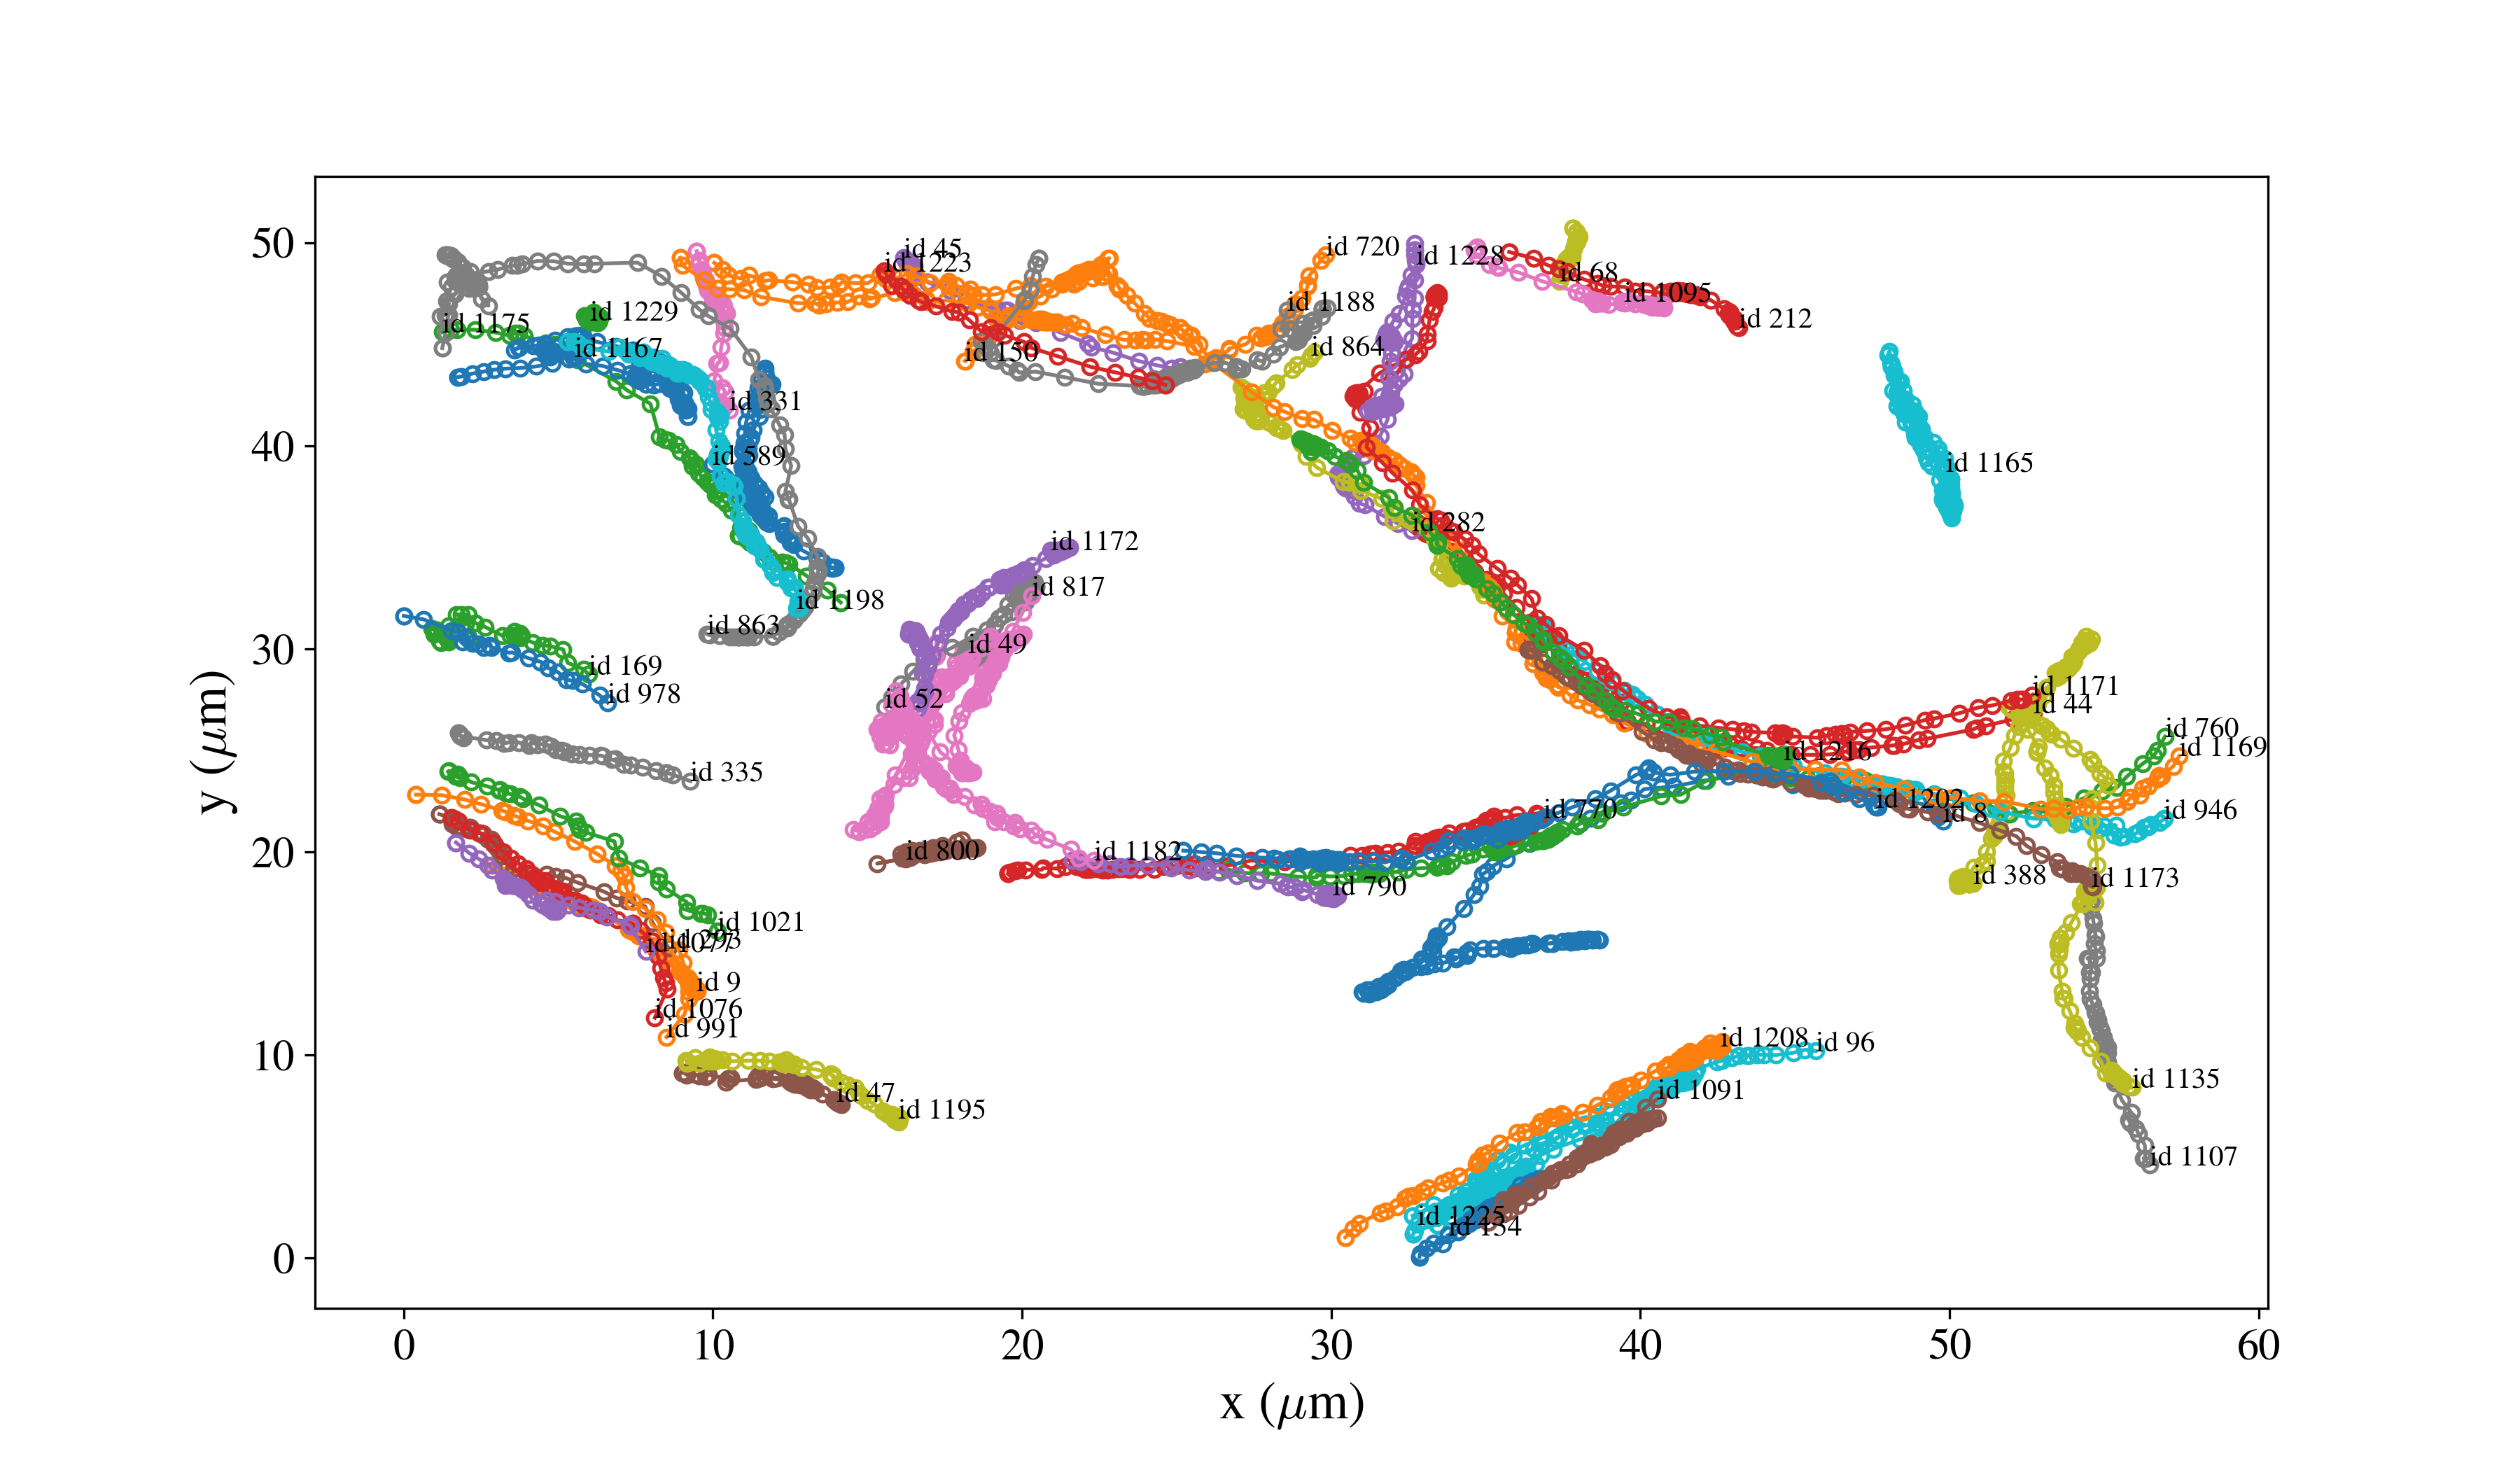 id 45
id 1223
id 720
id 1228
id 68
id 1095
id 212
id 1188
id 864
id 150
id 1175
id 1229
id 1167
id 331
id 589
id 1165
id 282
id 1172
id 817
id 1198
id 863
id 49
id 52
id 169
id 978
id 335
id 1171
id 44
id 760
id 1169
id 1216
id 1202
id 8
id 946
id 770
id 1182
id 800
id 790
id 388
id 1173
id 1021
id 293
id 1077
id 9
id 1076
id 991
id 1208
id 96
id 1091
id 47
id 1195
id 1135
id 1107
id 1225
id 134
50
40
30
20
10
0
y (μm)
0 10 20 30 40 50 60
x (μm)